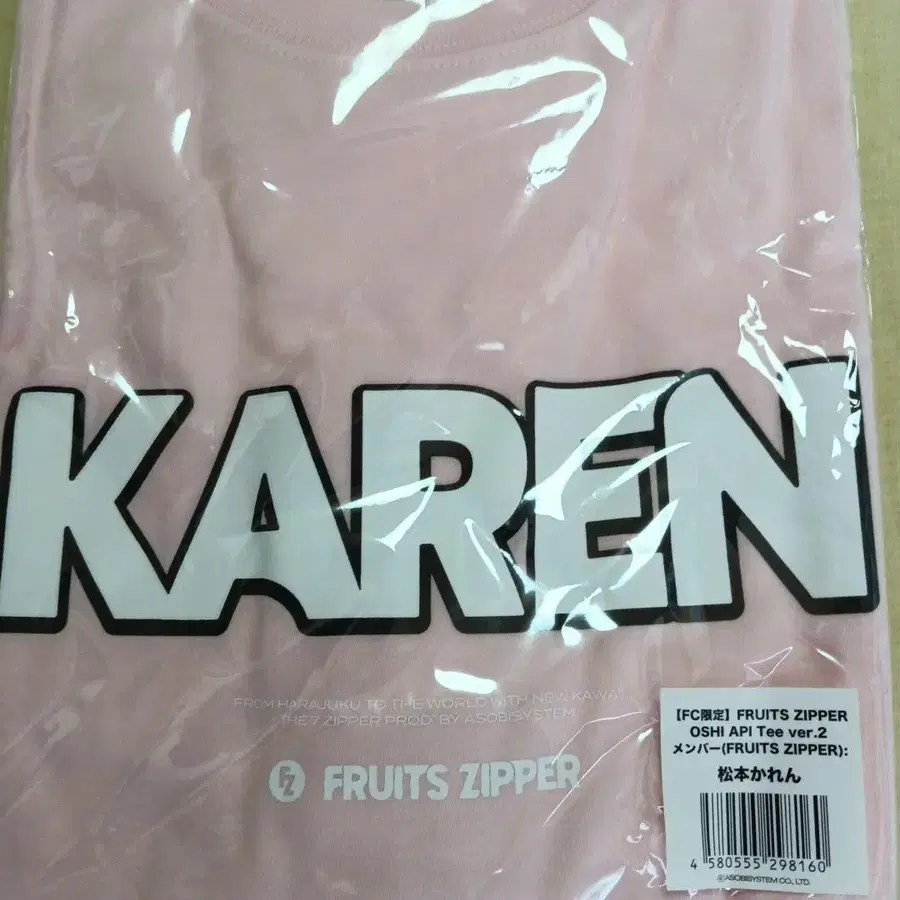 KAREN
FROM HARAJUKU TO THE WORLD WITH NEW KAWAII
THE 7 ZIPPER PROD' BY ASOBISYSTEM
FZ FRUITS ZIPPER
【FC限定】FRUITS ZIPPER
OSHI API Tee ver.2
メンバー(FRUITS ZIPPER):
松本かれん
4 580555 298160
©ASOBISYSTEM CO., LTD.